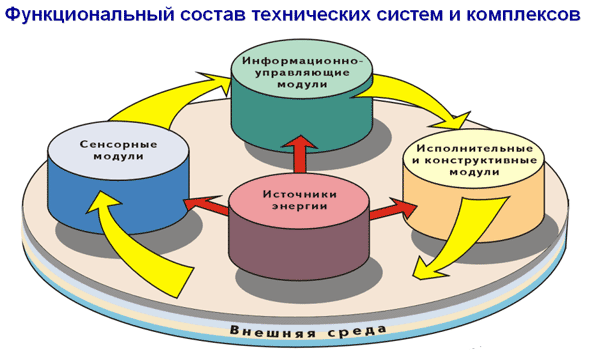 Функциональный состав технических систем и комплексов
Информационно-
управляющие
модули
Сенсорные
модули
Исполнительные
и конструктивные
модули
Источники
энергии
Внешняя среда